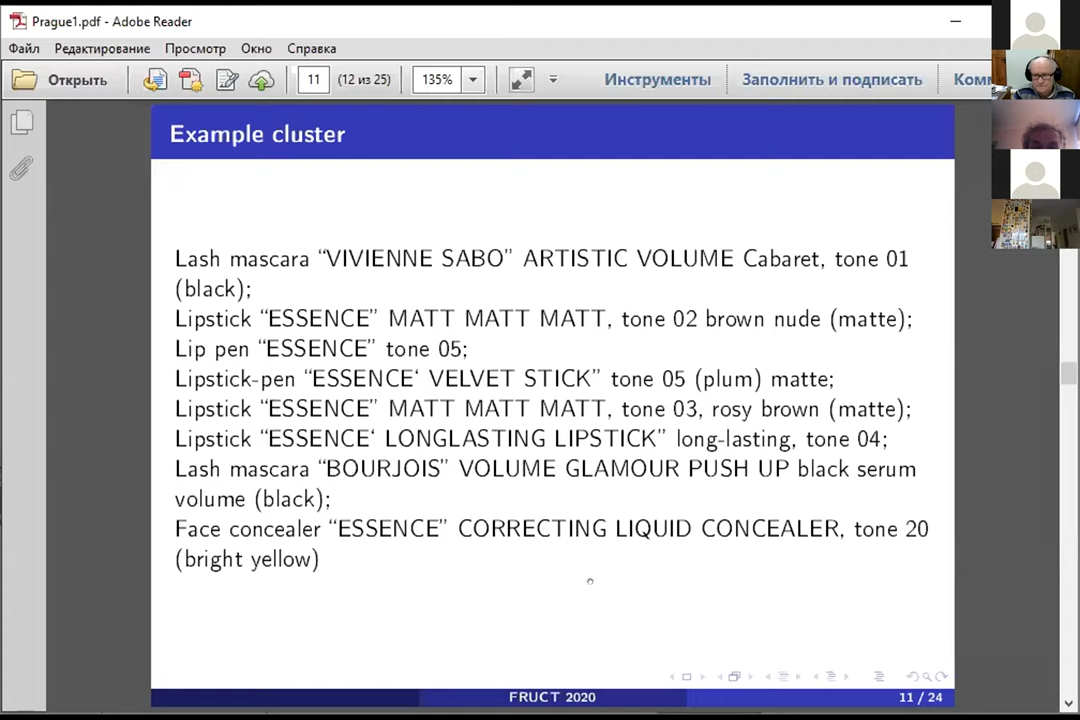 Prague1.pdf - Adobe Reader
Файл Редактирование Просмотр Окно Справка
Открыть 11 (12 из 25) 135% Инструменты Заполнить и подписать Комм
Example cluster
Lash mascara “VIVIENNE SABO” ARTISTIC VOLUME Cabaret, tone 01
(black);
Lipstick “ESSENCE” MATT MATT MATT, tone 02 brown nude (matte);
Lip pen “ESSENCE” tone 05;
Lipstick-pen “ESSENCE‘ VELVET STICK” tone 05 (plum) matte;
Lipstick “ESSENCE” MATT MATT MATT, tone 03, rosy brown (matte);
Lipstick “ESSENCE‘ LONGLASTING LIPSTICK” long-lasting, tone 04;
Lash mascara “BOURJOIS” VOLUME GLAMOUR PUSH UP black serum
volume (black);
Face concealer “ESSENCE” CORRECTING LIQUID CONCEALER, tone 20
(bright yellow)
FRUCT 2020 11 / 24